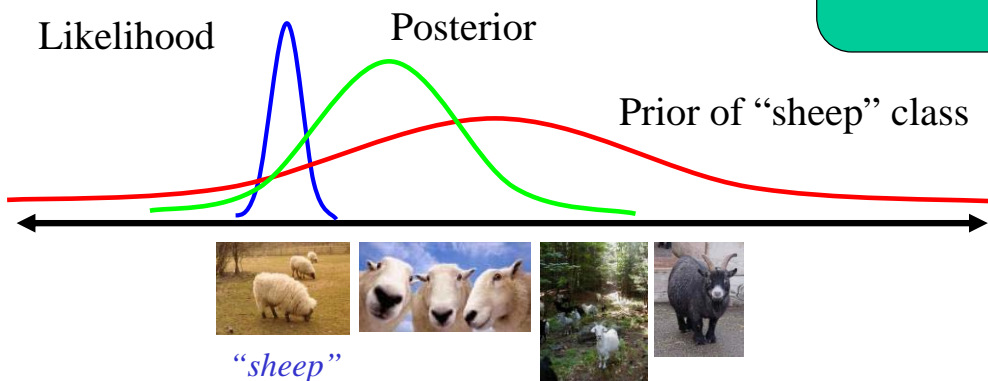 Likelihood
Posterior
Prior of “sheep” class
“sheep”